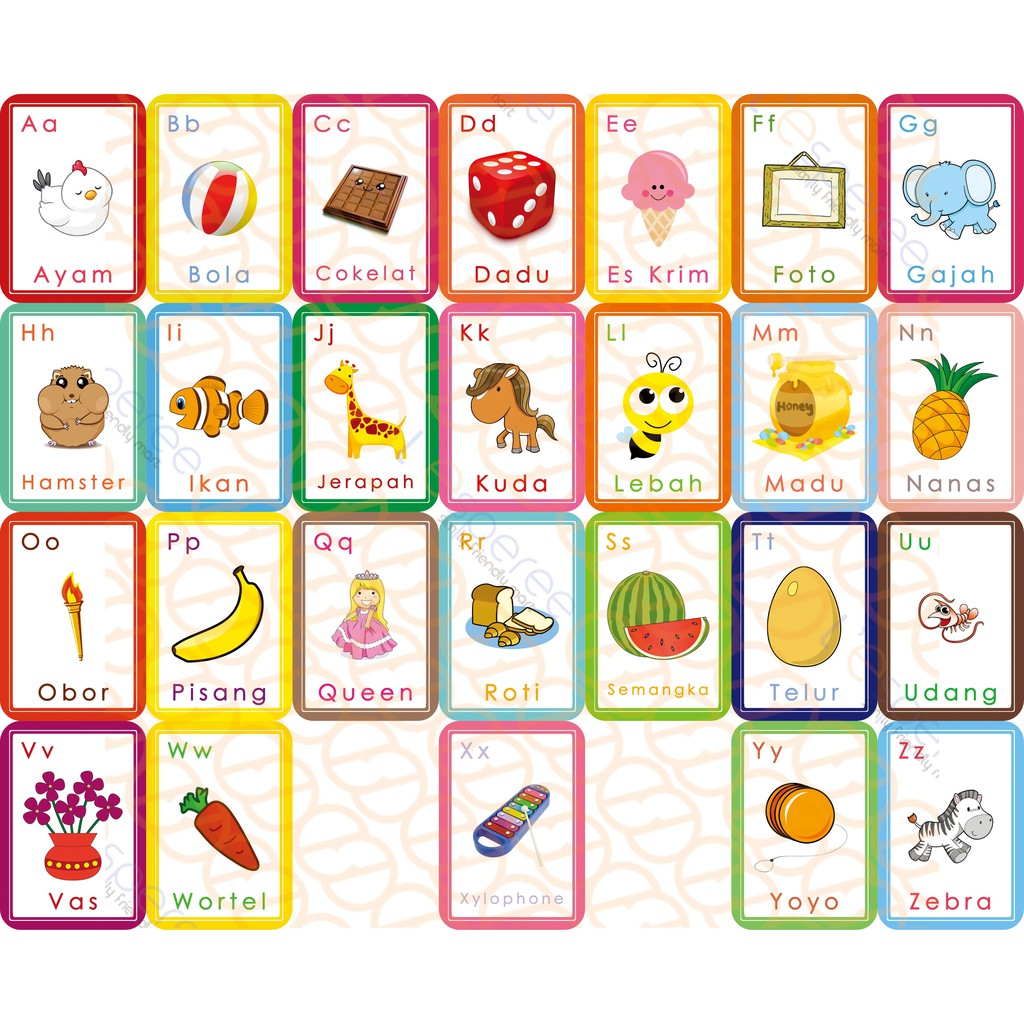 Aa
Ayam
Bb
Bola
Cc
Cokelat
Dd
Dadu
Ee
Es Krim
Ff
Foto
Gg
Gajah
Hh
Hamster
Ii
Ikan
Jj
Jerapah
Kk
Kuda
Ll
Lebah
Mm
Honey
Madu
Nn
Nanas
Oo
Obor
Pp
Pisang
Qq
Queen
Rr
Roti
Ss
Semangka
Tt
Telur
Uu
Udang
Vv
Vas
Ww
Wortel
Xx
Xylophone
Yy
Yoyo
Zz
Zebra